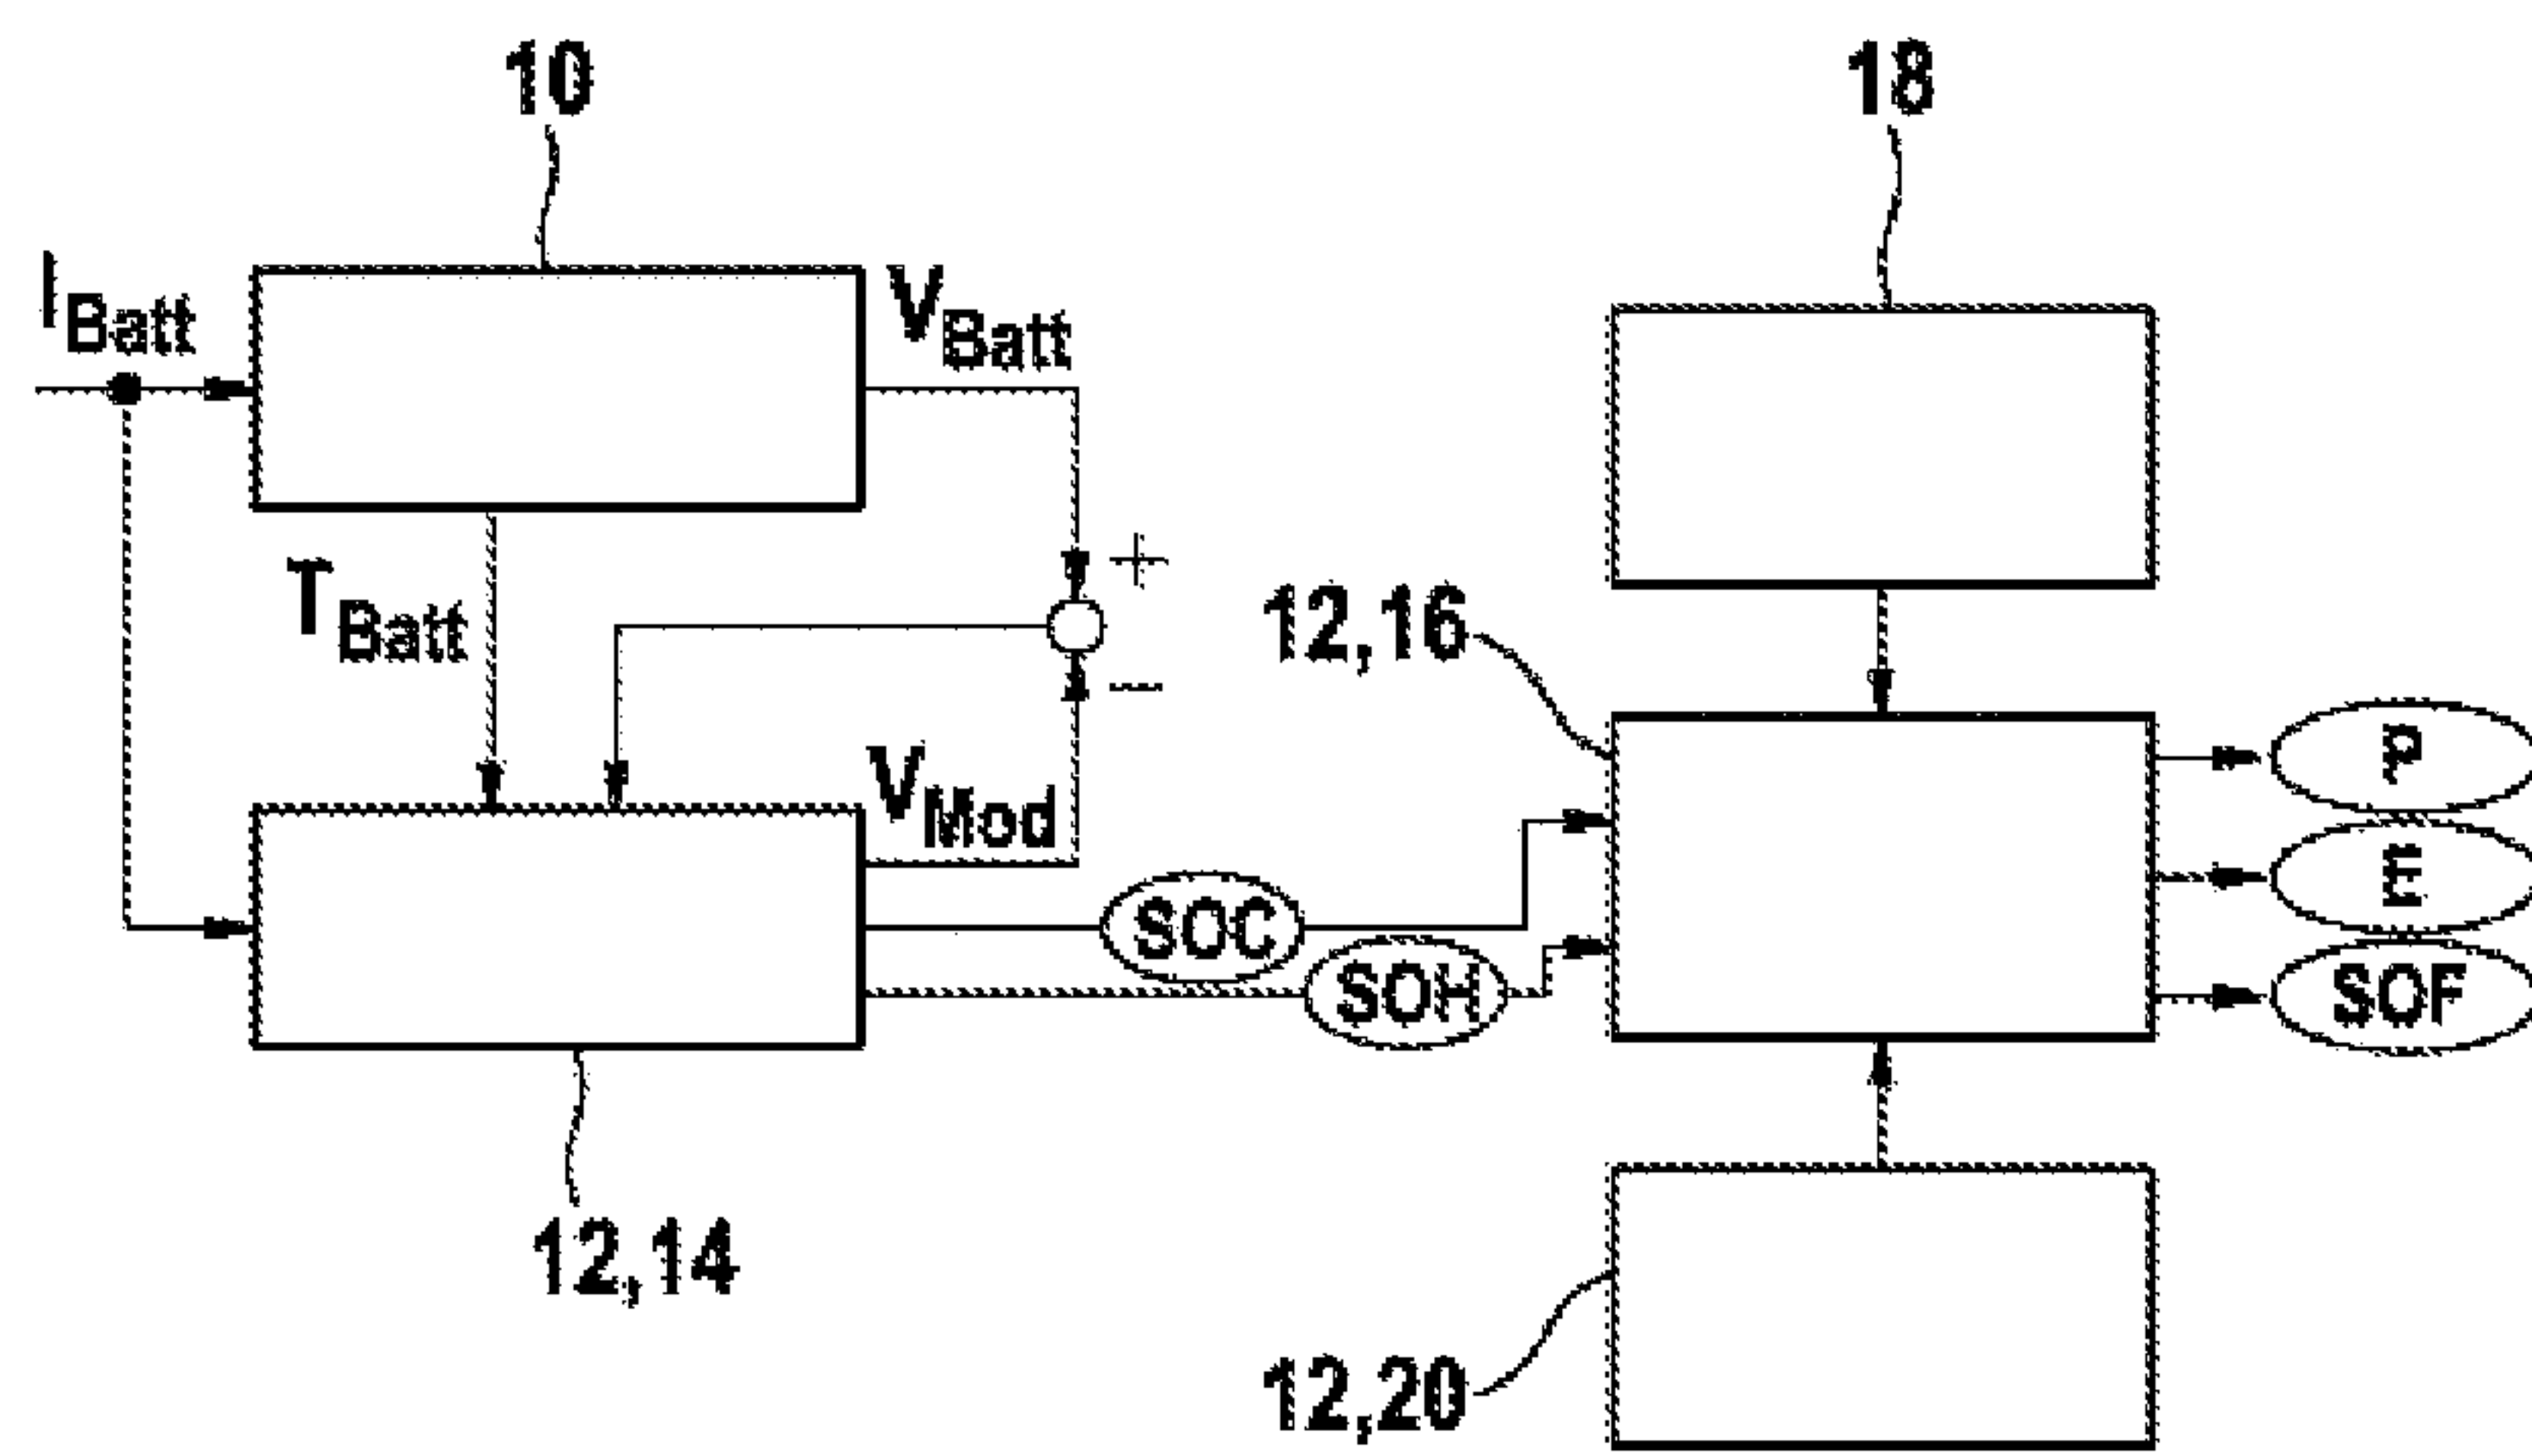 10
18
I_Batt
V_Batt
T_Batt
+
12,16
−
V_Mod
P
E
SOC
SOH
SOF
12,14
12,20